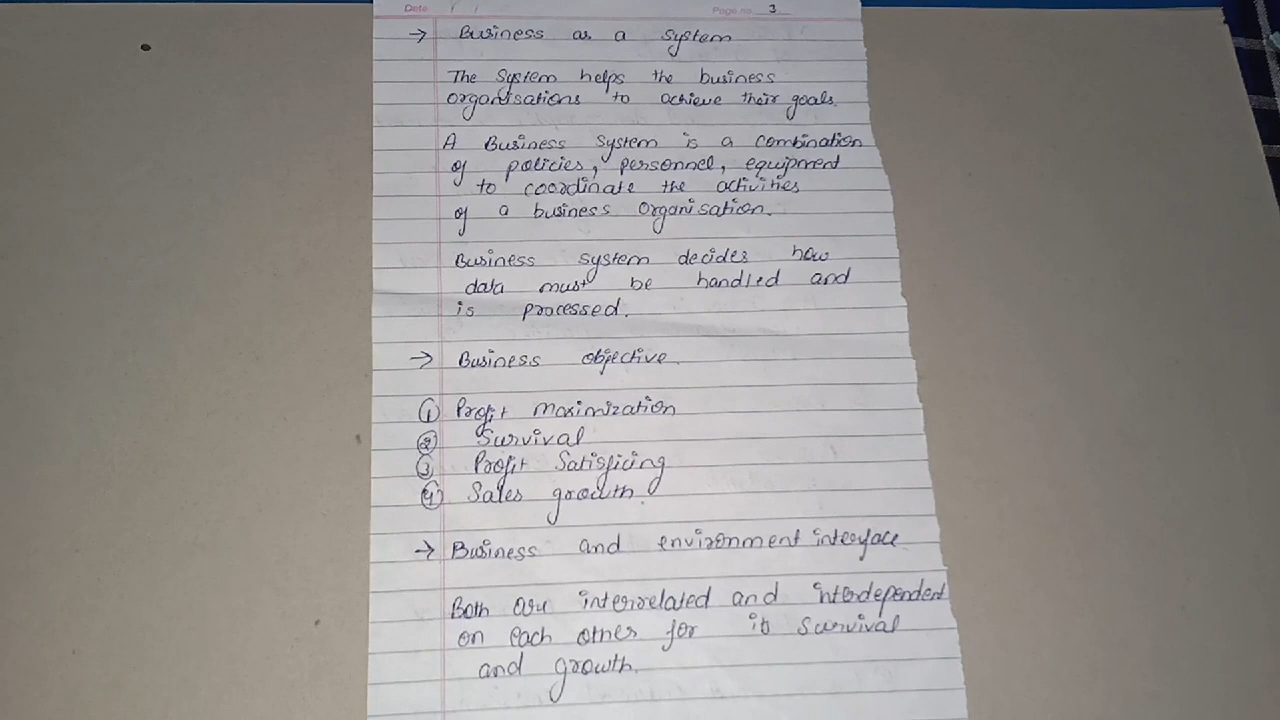 Date Page no. 3
→ Business as a system
The System helps the business
organisations to achieve their goals.
A Business System is a combination
of policies, personnel, equipment
to coordinate the activities
of a business Organisation.
Business system decides how
data must be handled and
is processed.
→ Business objective.
① Profit maximization
② Survival
③ Profit Satisficing
④ Sales growth.
→ Business and environment interface.
Both are interrelated and interdependent
on each other for its Survival
and growth.